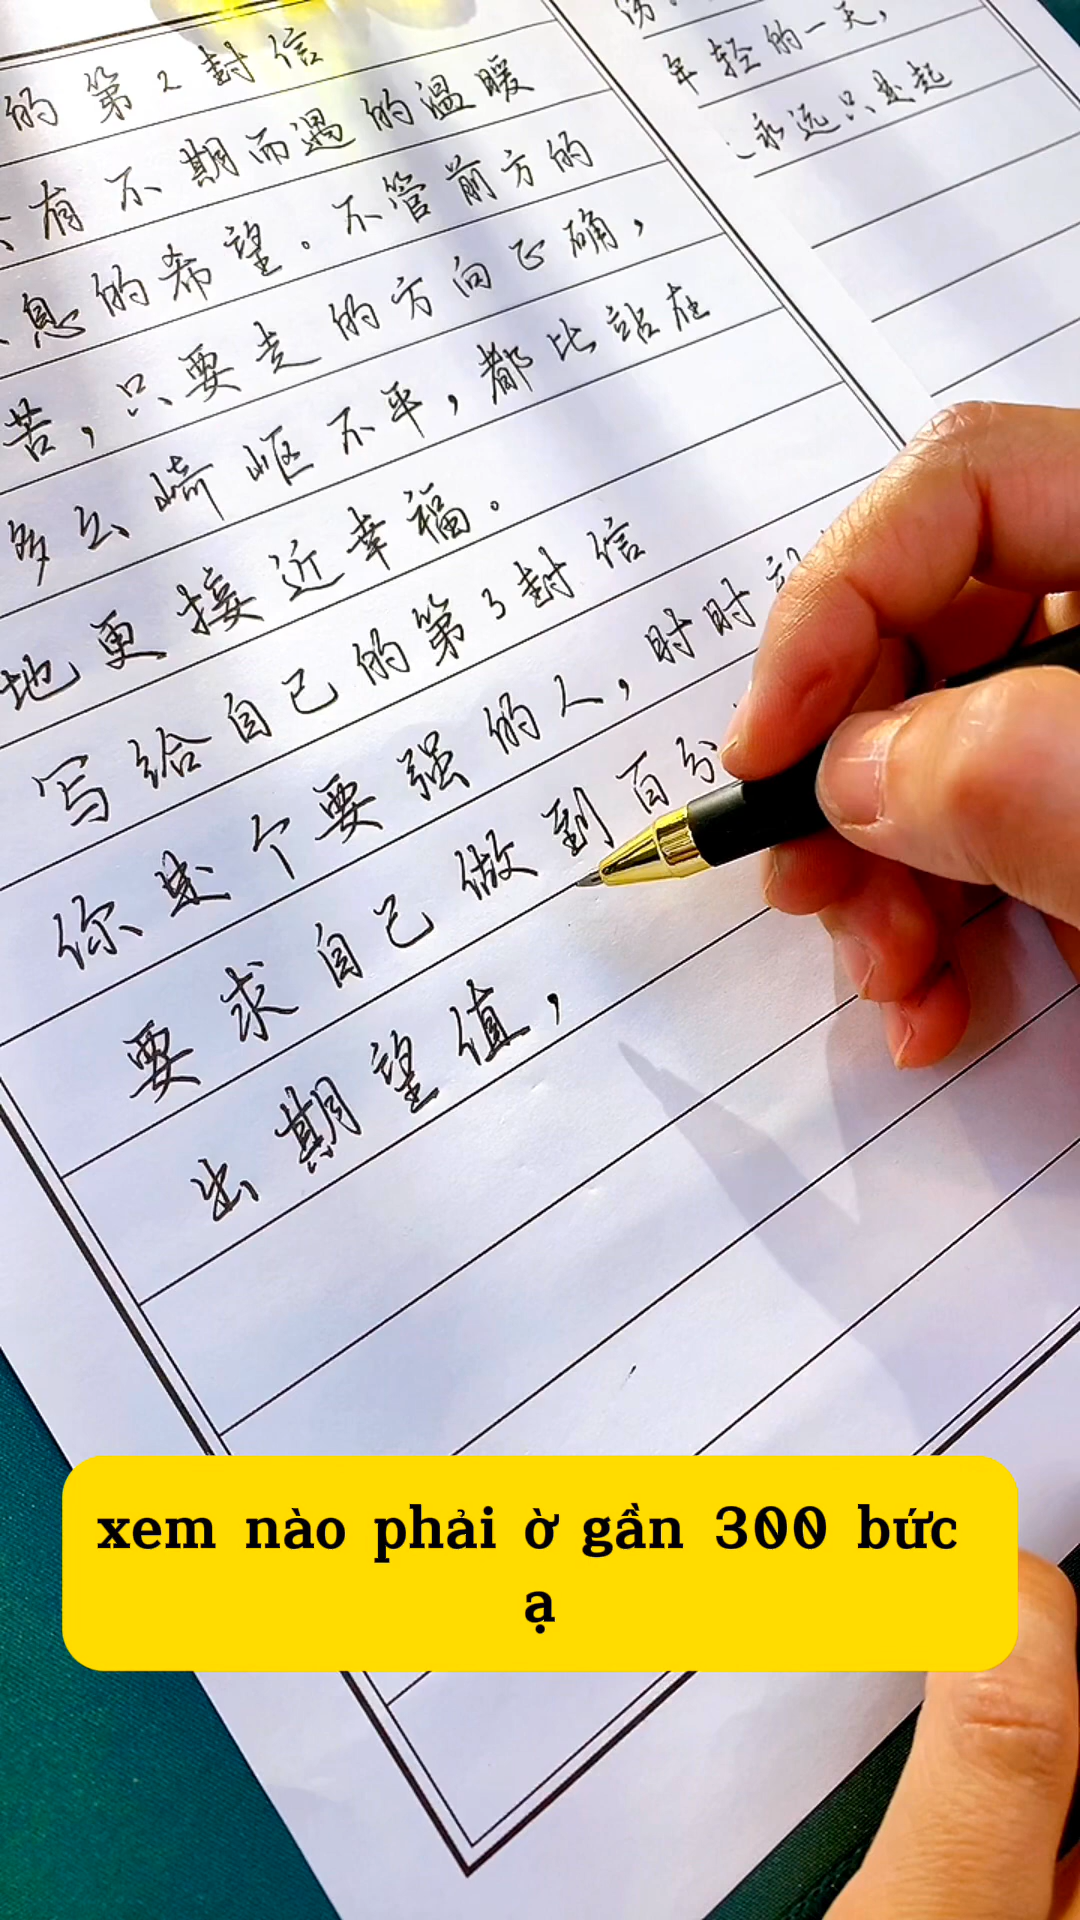 的第2封信
有不期而遇的温暖
息的希望。不管前方的
苦，只要走的方向正确，
多么崎岖不平，都比站在
地更接近幸福。
写给自己的第3封信
你是个要强的人，时时
要求自己做到百分
出期望值，
年轻的一天，
永远只是起
xem nào phải ờ gần 300 bức
ạ